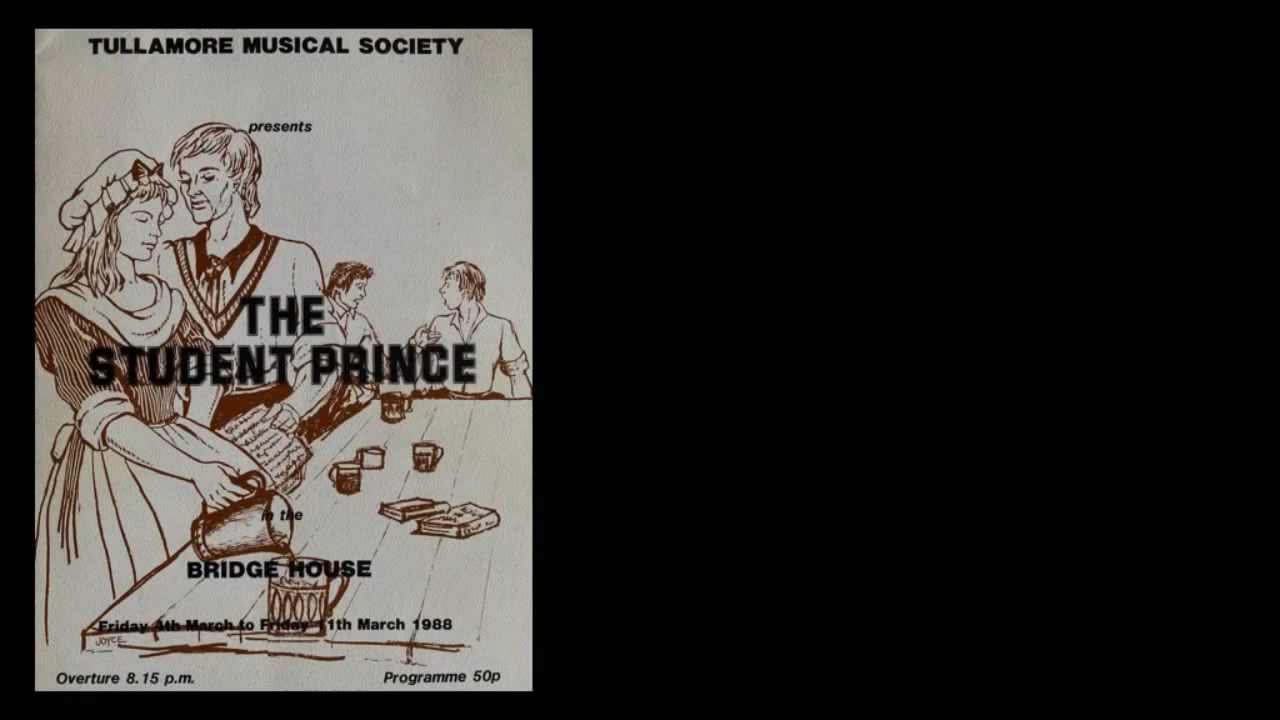 TULLAMORE MUSICAL SOCIETY
presents
THE
STUDENT PRINCE
in the
BRIDGE HOUSE
Friday 4th March to Friday 11th March 1988
JOYCE
Overture 8.15 p.m.
Programme 50p